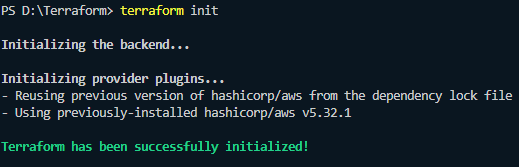 PS D:\Terraform> terraform init
Initializing the backend...
Initializing provider plugins...
- Reusing previous version of hashicorp/aws from the dependency lock file
- Using previously-installed hashicorp/aws v5.32.1
Terraform has been successfully initialized!